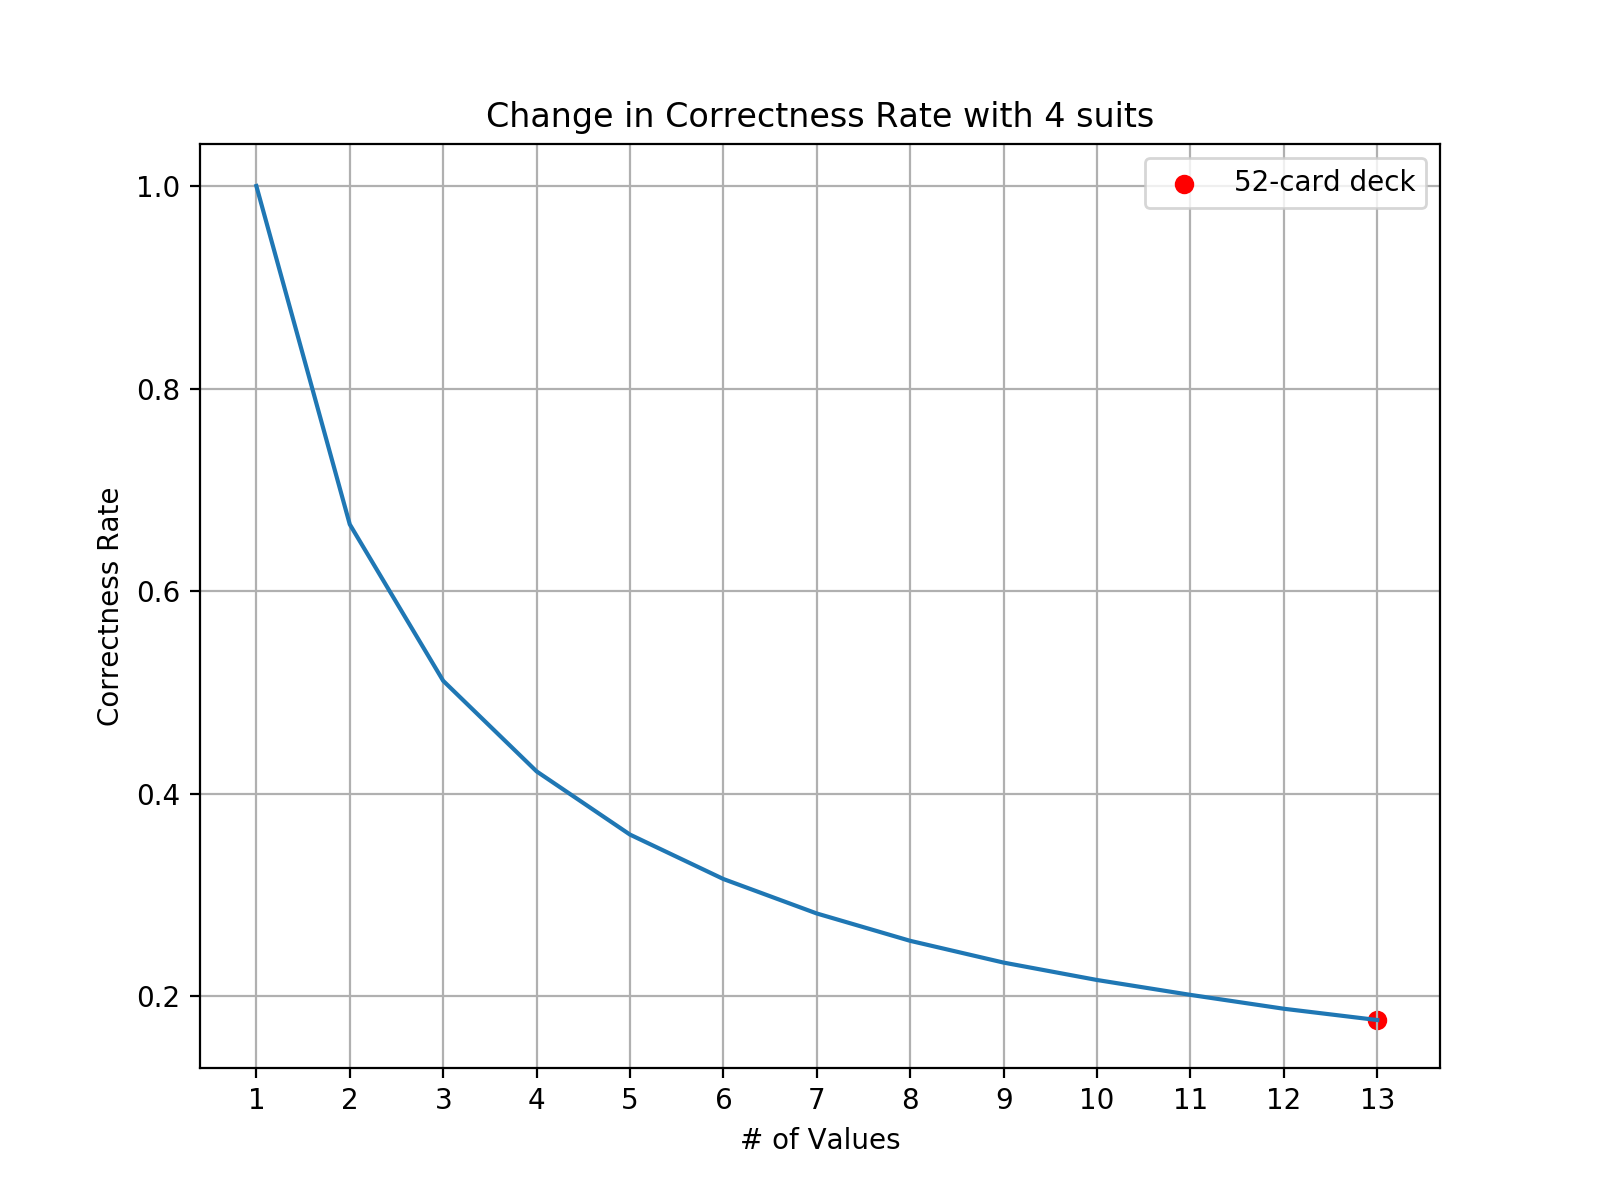 Change in Correctness Rate with 4 suits
52-card deck
Correctness Rate
1.0
0.8
0.6
0.4
0.2
1 2 3 4 5 6 7 8 9 10 11 12 13
# of Values